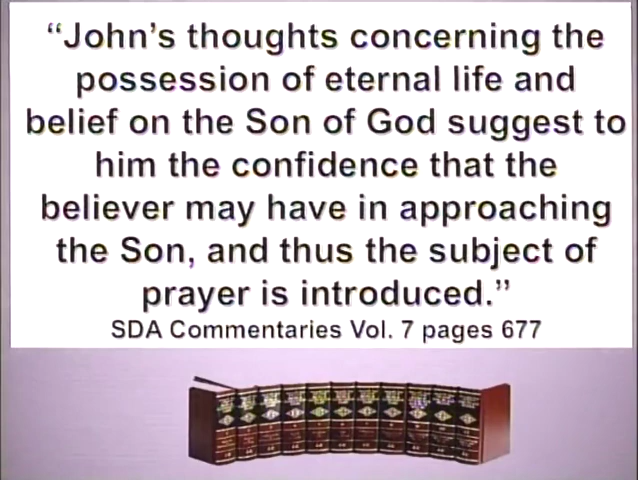 “John’s thoughts concerning the
possession of eternal life and
belief on the Son of God suggest to
him the confidence that the
believer may have in approaching
the Son, and thus the subject of
prayer is introduced.”
SDA Commentaries Vol. 7 pages 677